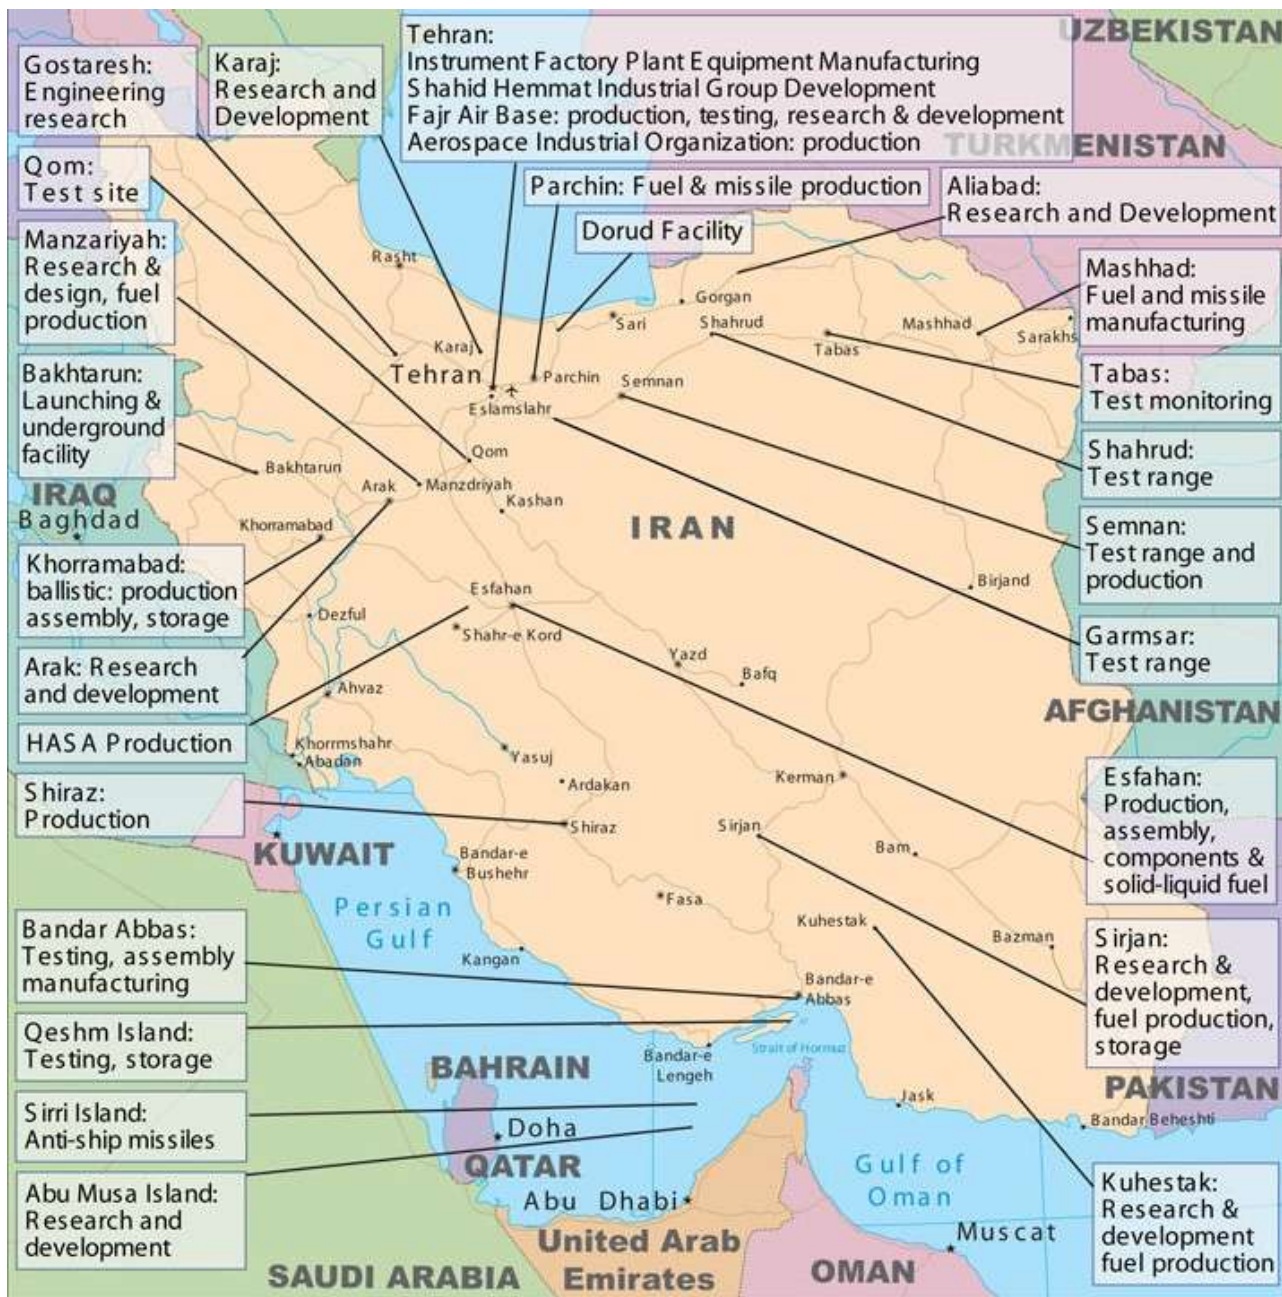 Gostaresh:
Engineering
research
Karaj:
Research and
Development
Tehran:
Instrument Factory Plant Equipment Manufacturing
Shahid Hemmat Industrial Group Development
Fajr Air Base: production, testing, research & development
Aerospace Industrial Organization: production
UZBEKISTAN
TURKMENISTAN
Qom:
Test site
Parchin: Fuel & missile production
Aliabad:
Research and Development
Dorud Facility
Manzariyah:
Research &
design, fuel
production
Mashhad:
Fuel and missile
manufacturing
Bakhtarun:
Launching &
underground
facility
Tabas:
Test monitoring
Shahrud:
Test range
Semnan:
Test range and
production
Garmsar:
Test range
Rasht
Gorgan
Sari
Shahrud
Mashhad
Sarakhs
Tabas
Karaj
Tehran
Parchin
Semnan
Eslamslahr
Qom
Bakhtarun
Arak
Manzdriyah
Kashan
Khorramabad
IRAQ
Baghdad
IRAN
Khorramabad:
ballistic: production
assembly, storage
Arak: Research
and development
HASA Production
Esfahan
Birjand
Dezful
Shahr-e Kord
Yazd
Bafq
Ahvaz
AFGHANISTAN
Khorrmshahr
Abadan
Yasuj
Ardakan
Kerman
Shiraz:
Production
Esfahan:
Production,
assembly,
components &
solid-liquid fuel
Shiraz
Sirjan
Bam
KUWAIT
Bandar-e
Bushehr
Fasa
Persian
Gulf
Kuhestak
Bazman
Kangan
Bandar Abbas:
Testing, assembly
manufacturing
Sirjan:
Research &
development,
fuel production,
storage
Bandar-e
Abbas
Qeshm Island:
Testing, storage
Strait of Hormuz
Bandar-e
Lengeh
BAHRAIN
PAKISTAN
Jask
Bandar Beheshti
Sirri Island:
Anti-ship missiles
Doha
QATAR
Gulf of
Oman
Abu Musa Island:
Research and
development
Abu Dhabi
Kuhestak:
Research &
development
fuel production
Muscat
United Arab
Emirates
SAUDI ARABIA
OMAN